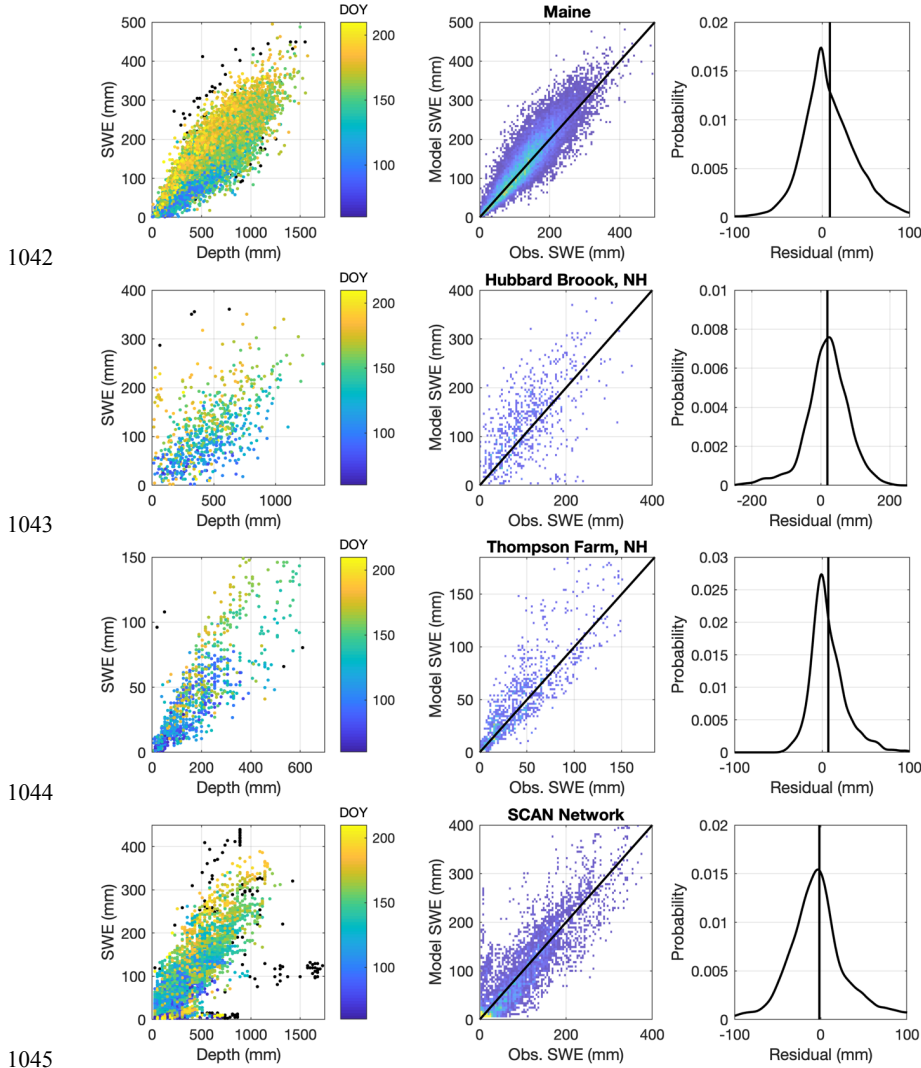 DOY
Maine
500
400
300
200
100
0
SWE (mm)
0 500 1000 1500
Depth (mm)
200
150
100
500
400
300
200
100
0
Model SWE (mm)
0 200 400
Obs. SWE (mm)
0.02
0.015
0.01
0.005
0
Probability
-100 0 100
Residual (mm)
1042
DOY
Hubbard Broook, NH
400
300
200
100
0
SWE (mm)
0 500 1000
Depth (mm)
200
150
100
400
300
200
100
0
Model SWE (mm)
0 200 400
Obs. SWE (mm)
0.01
0.008
0.006
0.004
0.002
0
Probability
-200 0 200
Residual (mm)
1043
DOY
Thompson Farm, NH
150
100
50
0
SWE (mm)
0 200 400 600
Depth (mm)
200
150
100
150
100
50
0
Model SWE (mm)
0 50 100 150
Obs. SWE (mm)
0.03
0.025
0.02
0.015
0.01
0.005
0
Probability
-100 0 100
Residual (mm)
1044
DOY
SCAN Network
400
300
200
100
0
SWE (mm)
0 500 1000 1500
Depth (mm)
200
150
100
400
300
200
100
0
Model SWE (mm)
0 100 200 300 400
Obs. SWE (mm)
0.02
0.015
0.01
0.005
0
Probability
-100 0 100
Residual (mm)
1045